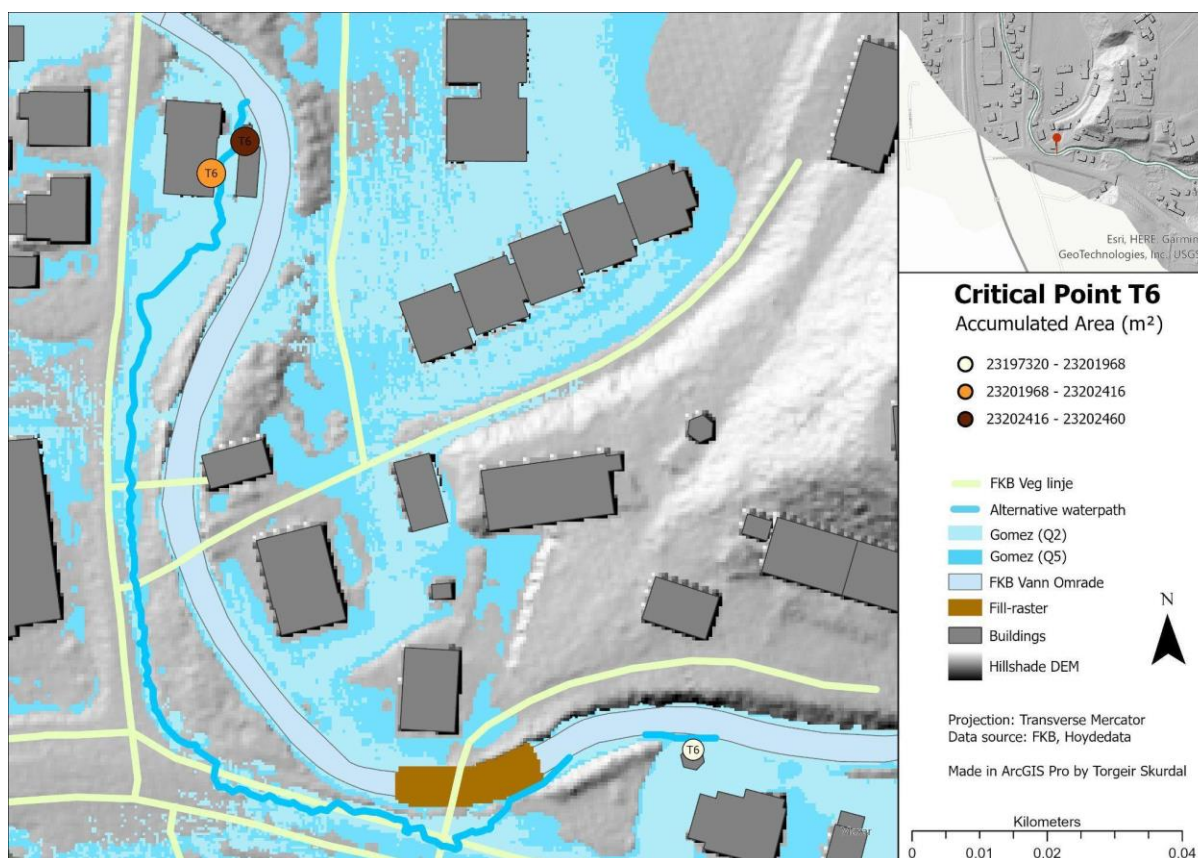 T6
T6
T6
Esri, HERE, Garmin,
GeoTechnologies, Inc., USGS
Critical Point T6
Accumulated Area (m²)
23197320 - 23201968
23201968 - 23202416
23202416 - 23202460
FKB Veg linje
Alternative waterpath
Gomez (Q2)
Gomez (Q5)
FKB Vann Omrade
Fill-raster
Buildings
Hillshade DEM
N
Projection: Transverse Mercator
Data source: FKB, Hoydedata
Made in ArcGIS Pro by Torgeir Skurdal
Kilometers
0 0.01 0.02 0.04